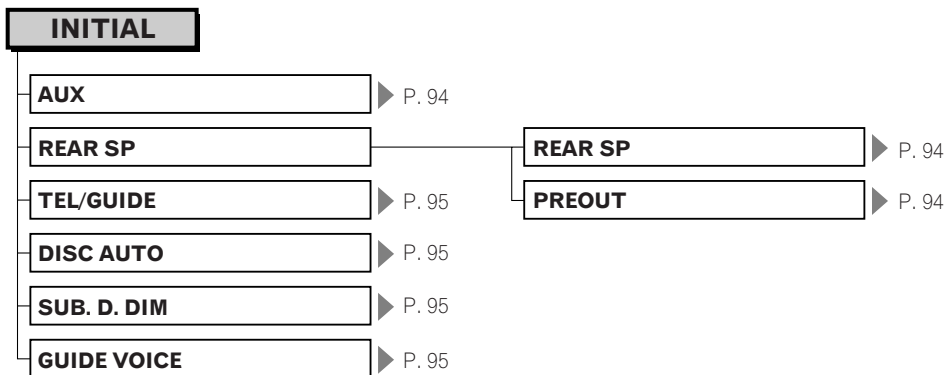 INITIAL
AUX P. 94
REAR SP REAR SP P. 94
TEL/GUIDE P. 95 PREOUT P. 94
DISC AUTO P. 95
SUB. D. DIM P. 95
GUIDE VOICE P. 95